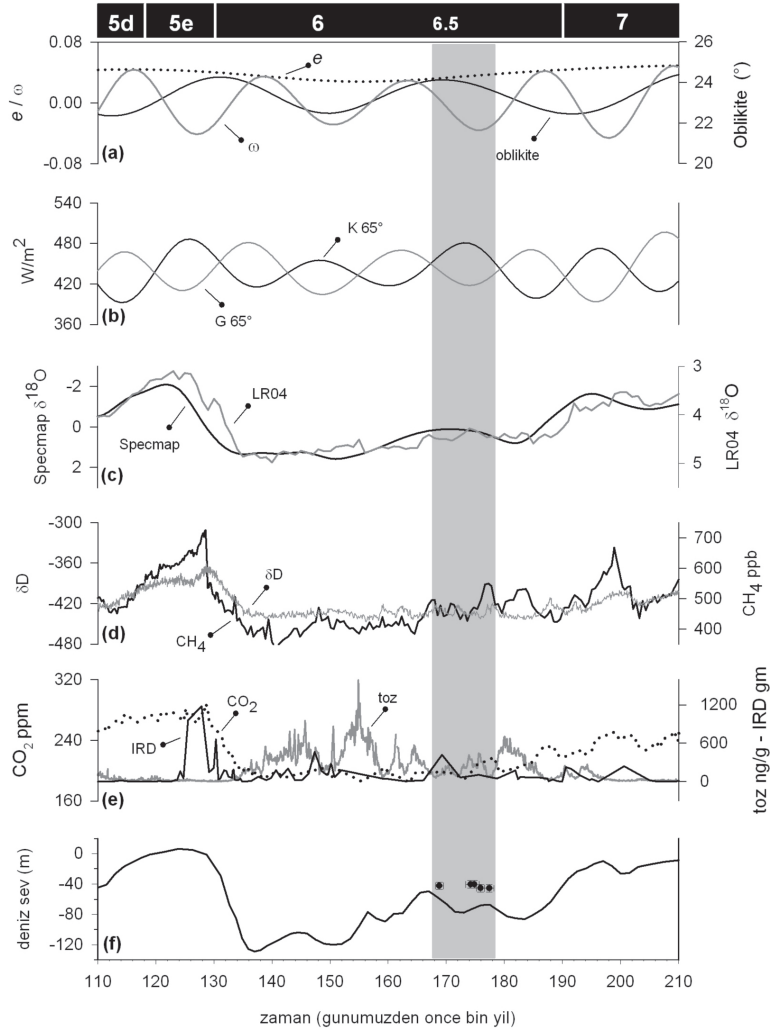 5d 5e 6 6.5 7
0.08
0.00
-0.08
e / ω
e
ω
oblikite
26
24
22
20
Oblikite (°)
(a)
540
480
420
360
W/m²
K 65°
G 65°
(b)
-2
0
2
Specmap δ¹⁸O
LR04
Specmap
3
4
5
LR04 δ¹⁸O
(c)
-300
-360
-420
-480
δD
δD
CH₄
700
600
500
400
CH₄ ppb
(d)
320
240
160
CO₂ ppm
CO₂
IRD
toz
1200
600
0
toz ng/g - IRD gm
(e)
0
-40
-80
-120
deniz sev (m)
(f)
110 120 130 140 150 160 170 180 190 200 210
zaman (gunumuzden once bin yil)